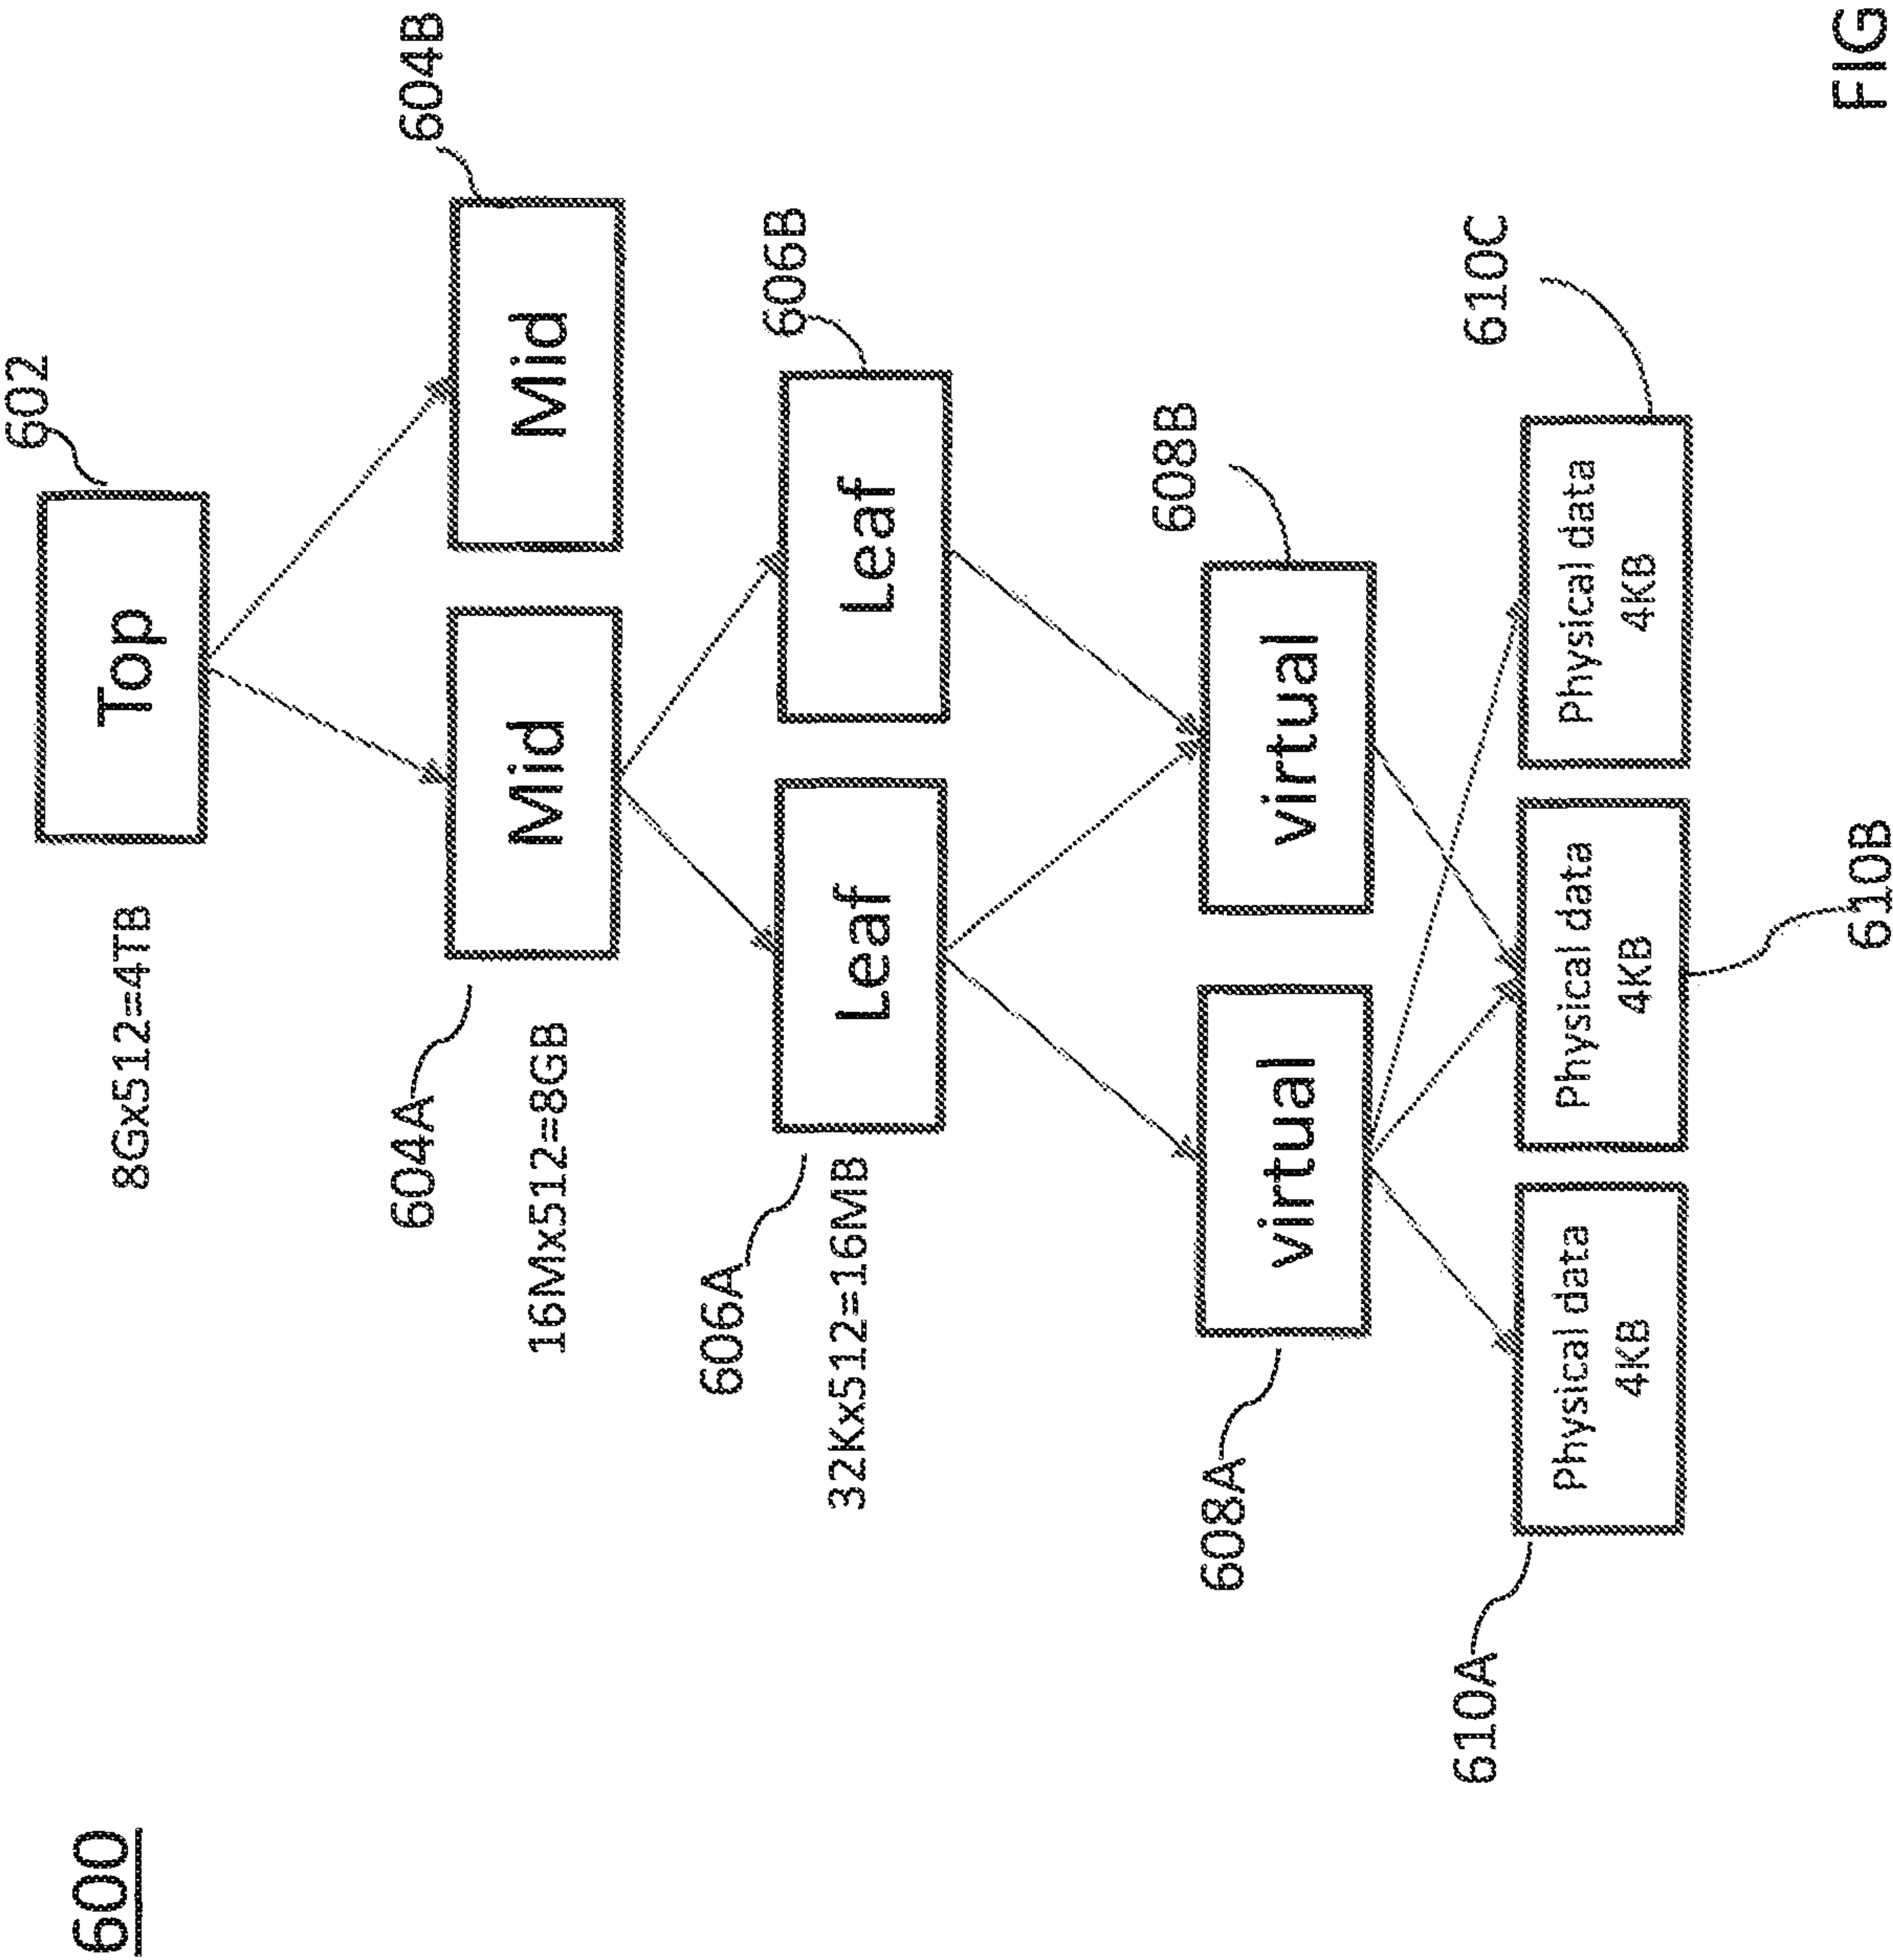 600
602
Top
8Gx512=4TB
604A
Mid
604B
Mid
16Mx512=8GB
606A
Leaf
606B
Leaf
32Kx512=16MB
608A
virtual
608B
virtual
610A
Physical data
4KB
610B
Physical data
4KB
610C
Physical data
4KB
FIG